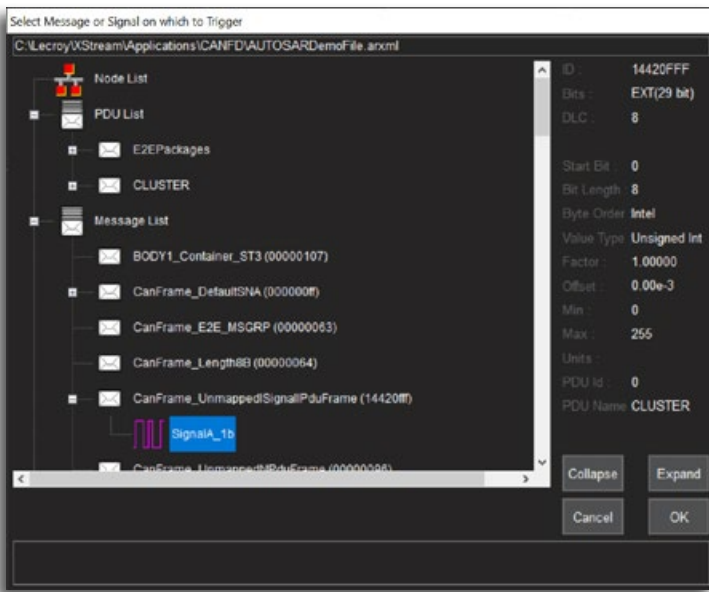 Select Message or Signal on which to Trigger
C:\Lecroy\XStream\Applications\CANFD\AUTOSARDemoFile.arxml
Node List
PDU List
E2EPackages
CLUSTER
Message List
BODY1_Container_ST3 (00000107)
CanFrame_DefaultSNA (000000ff)
CanFrame_E2E_MSGRP (00000063)
CanFrame_Length8B (00000064)
CanFrame_UnmappedISignalIPduFrame (14420fff)
SignalA_1b
CanFrame_UnmappedNPduFrame (00000096)
ID : 14420FFF
Bits : EXT(29 bit)
DLC : 8
Start Bit : 0
Bit Length : 8
Byte Order Intel
Value Type Unsigned Int
Factor : 1.00000
Offset : 0.00e-3
Min : 0
Max : 255
Units :
PDU Id : 0
PDU Name CLUSTER
Collapse
Expand
Cancel
OK